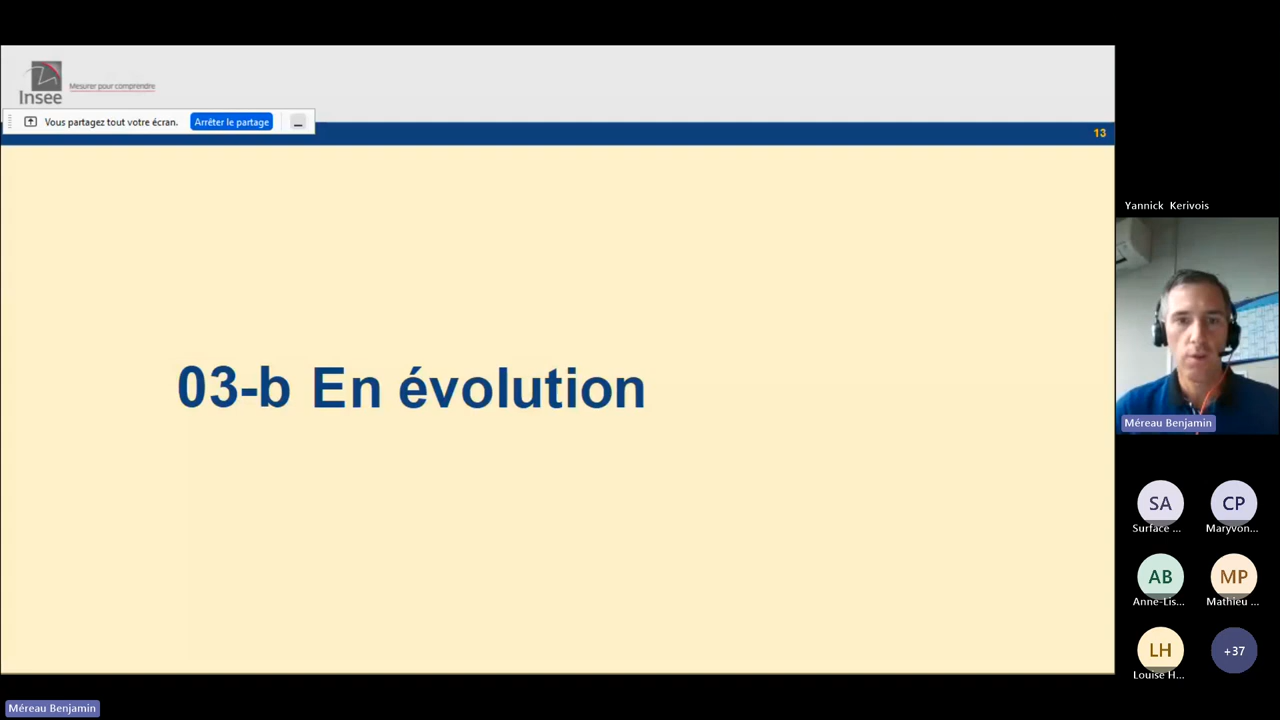 Insee
Mesurer pour comprendre
Vous partagez tout votre écran.
Arrêter le partage
13
03-b En évolution
Yannick Kerivois
Méreau Benjamin
SA
CP
Surface ...
Maryvon...
AB
MP
Anne-Lis...
Mathieu ...
LH
+37
Louise H...
Méreau Benjamin